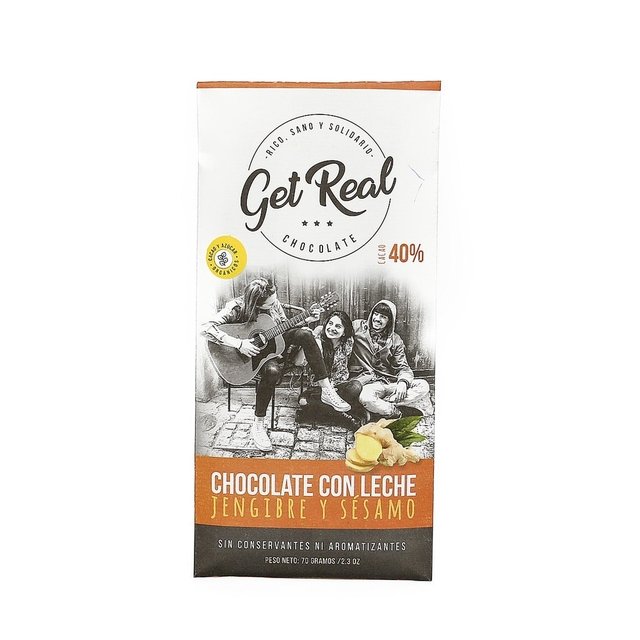 ·RICO, SANO Y SOLIDARIO·
Get Real
CHOCOLATE
CACAO 40%
CACAO Y AZÚCAR
ORGÁNICOS
CHOCOLATE CON LECHE
JENGIBRE Y SÉSAMO
SIN CONSERVANTES NI AROMATIZANTES
PESO NETO: 70 GRAMOS / 2.3 OZ